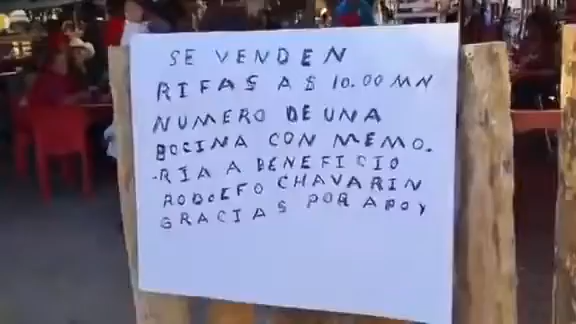 SE VENDEN
RIFAS A $ 10.00 MN
NUMERO DE UNA
BOCINA CON MEMO.
-RIA A BENEFICIO
RODOLFO CHAVARIN
GRACIAS POR APOY